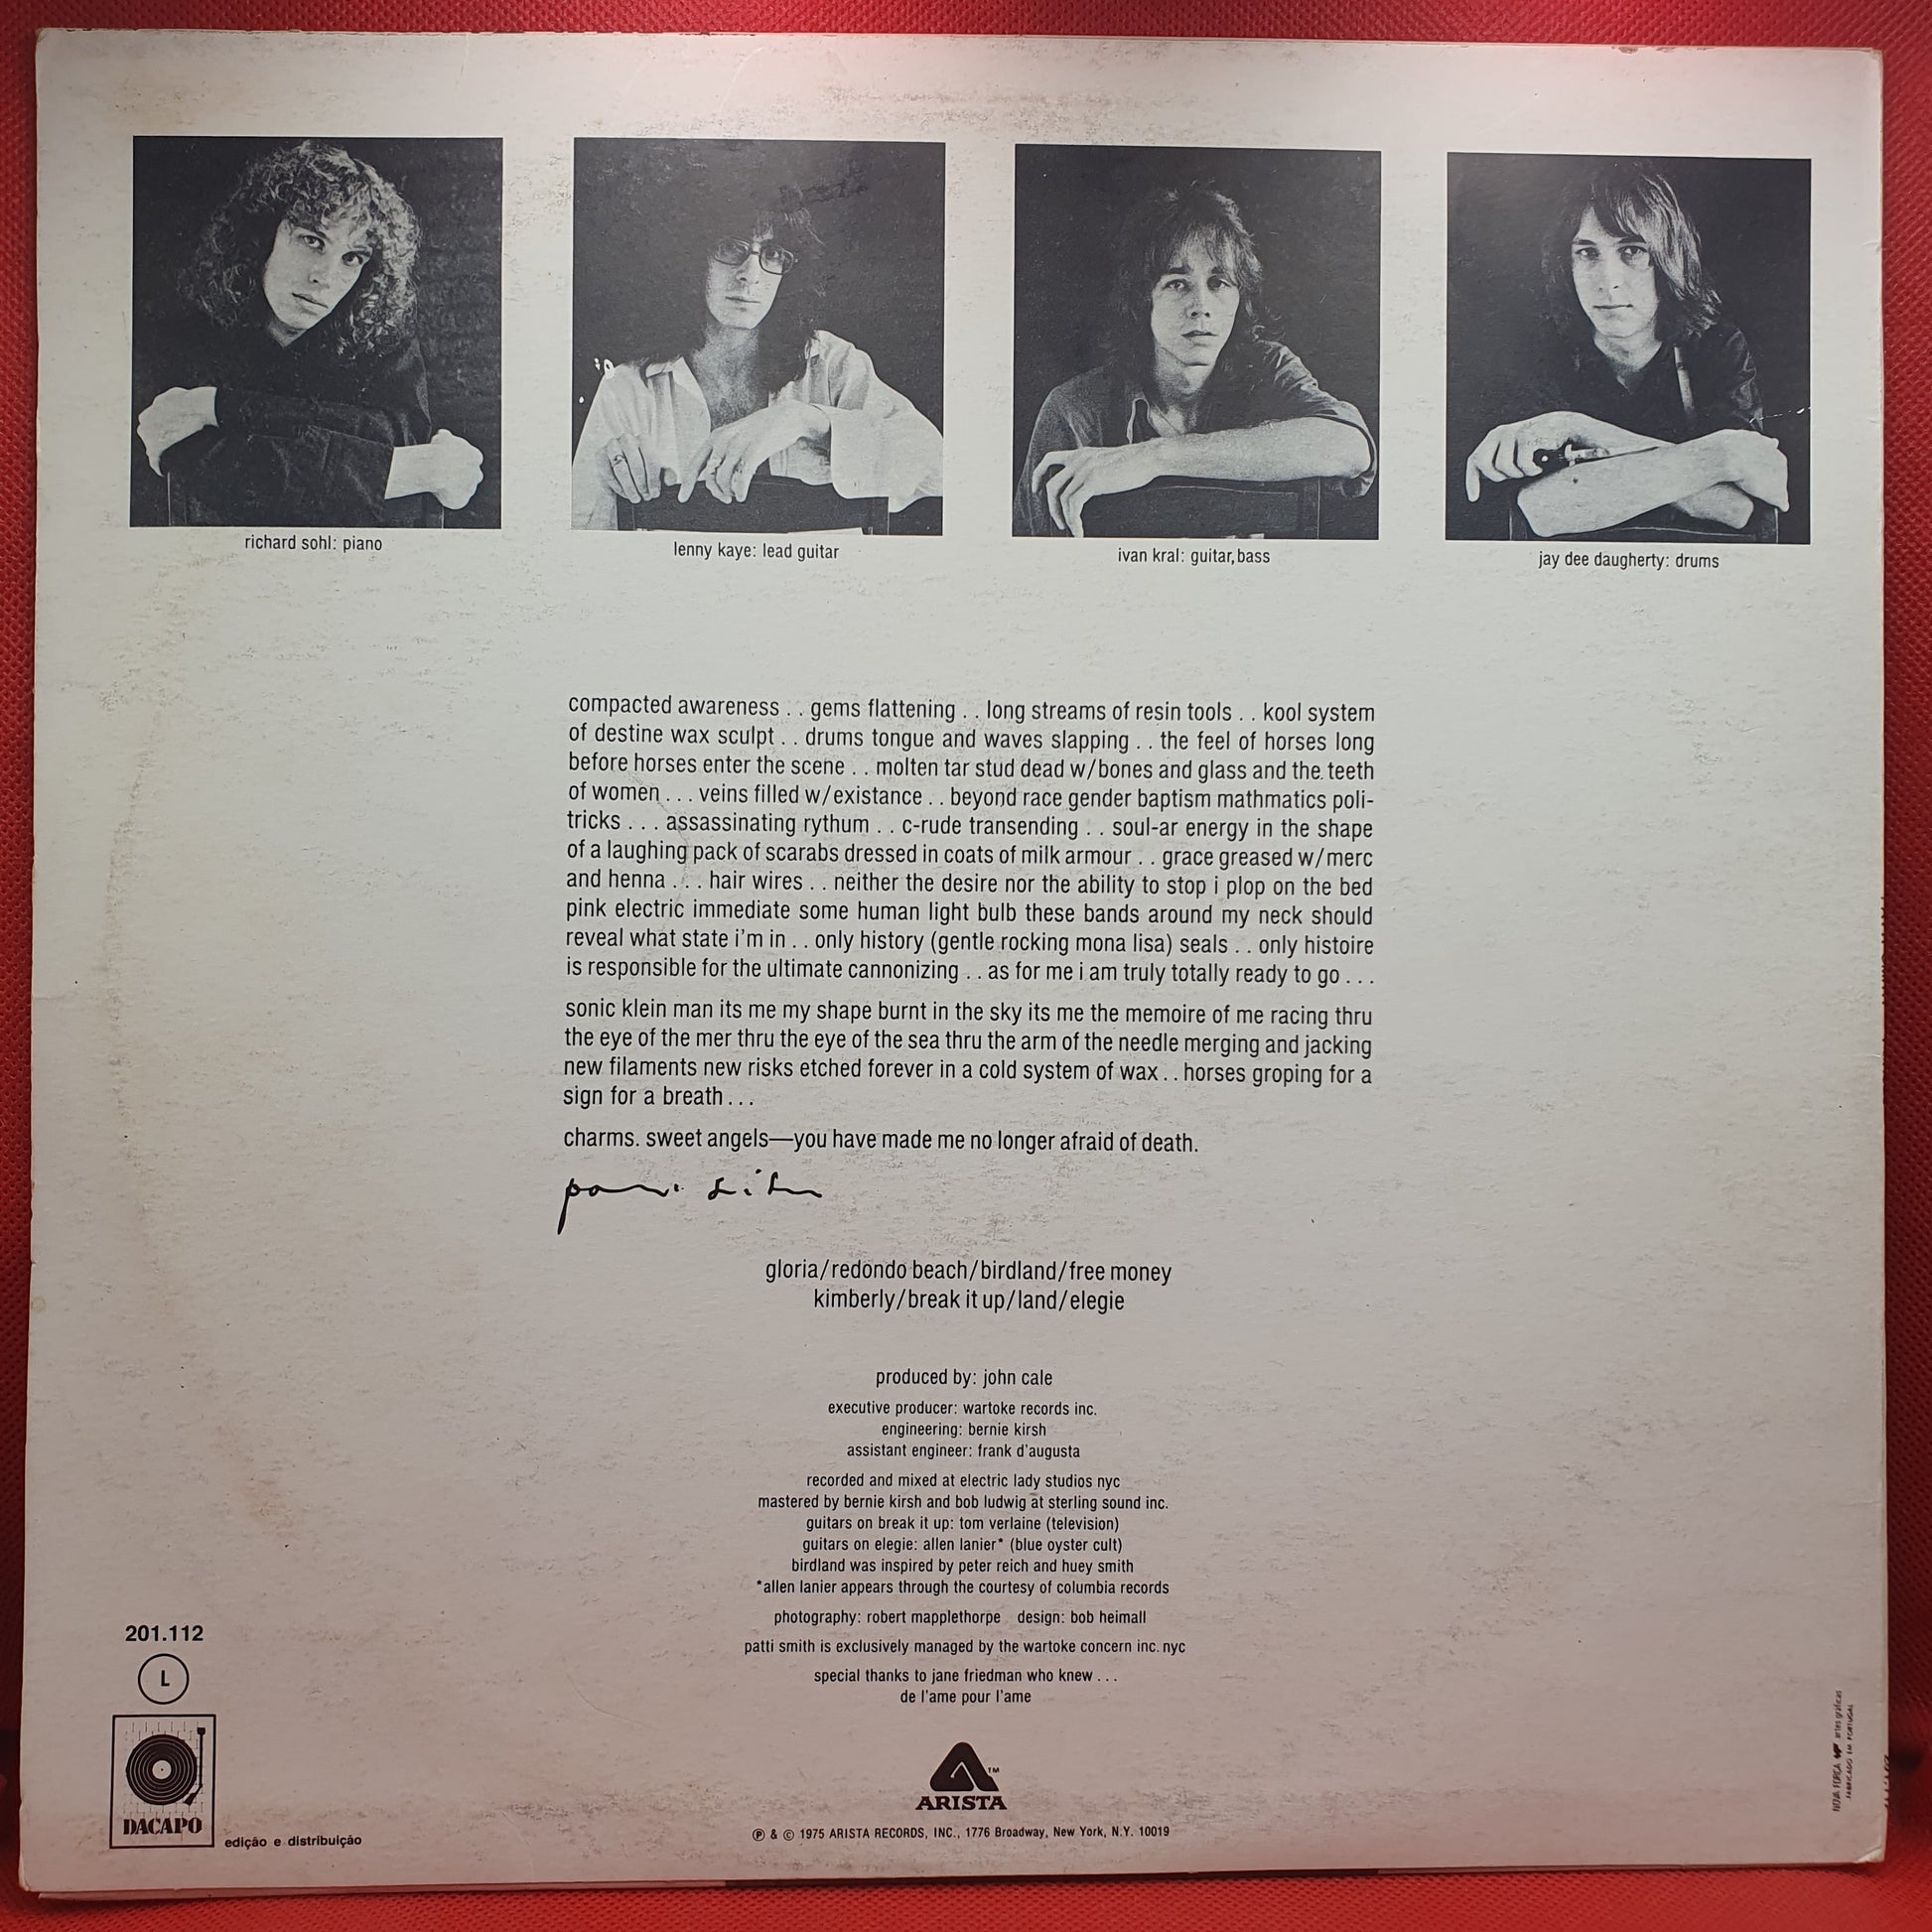 richard sohl: piano
lenny kaye: lead guitar
ivan kral: guitar, bass
jay dee daugherty: drums
compacted awareness . . gems flattening . . long streams of resin tools . . kool system
of destine wax sculpt . . drums tongue and waves slapping . . the feel of horses long
before horses enter the scene . . molten tar stud dead w/bones and glass and the teeth
of women . . . veins filled w/existance . . beyond race gender baptism mathmatics poli-
tricks . . . assassinating rythum . . c-rude transending . . soul-ar energy in the shape
of a laughing pack of scarabs dressed in coats of milk armour . . grace greased w/merc
and henna . . . hair wires . . neither the desire nor the ability to stop i plop on the bed
pink electric immediate some human light bulb these bands around my neck should
reveal what state i'm in . . only history (gentle rocking mona lisa) seals . . only histoire
is responsible for the ultimate cannonizing . . as for me i am truly totally ready to go . . .
sonic klein man its me my shape burnt in the sky its me the memoire of me racing thru
the eye of the mer thru the eye of the sea thru the arm of the needle merging and jacking
new filaments new risks etched forever in a cold system of wax . . horses groping for a
sign for a breath . . .
charms. sweet angels—you have made me no longer afraid of death.
patti smith
gloria/redondo beach/birdland/free money
kimberly/break it up/land/elegie
produced by: john cale
executive producer: wartoke records inc.
engineering: bernie kirsh
assistant engineer: frank d'augusta
recorded and mixed at electric lady studios nyc
mastered by bernie kirsh and bob ludwig at sterling sound inc.
guitars on break it up: tom verlaine (television)
guitars on elegie: allen lanier* (blue oyster cult)
birdland was inspired by peter reich and huey smith
*allen lanier appears through the courtesy of columbia records
photography: robert mapplethorpe design: bob heimall
patti smith is exclusively managed by the wartoke concern inc. nyc
special thanks to jane friedman who knew . . .
de l'ame pour l'ame
201.112
L
DACAPO
edição e distribuição
TM
ARISTA
℗ & © 1975 ARISTA RECORDS, INC., 1776 Broadway, New York, N.Y. 10019
NOVA FORÇA artes gráficas
FABRICADO EM PORTUGAL